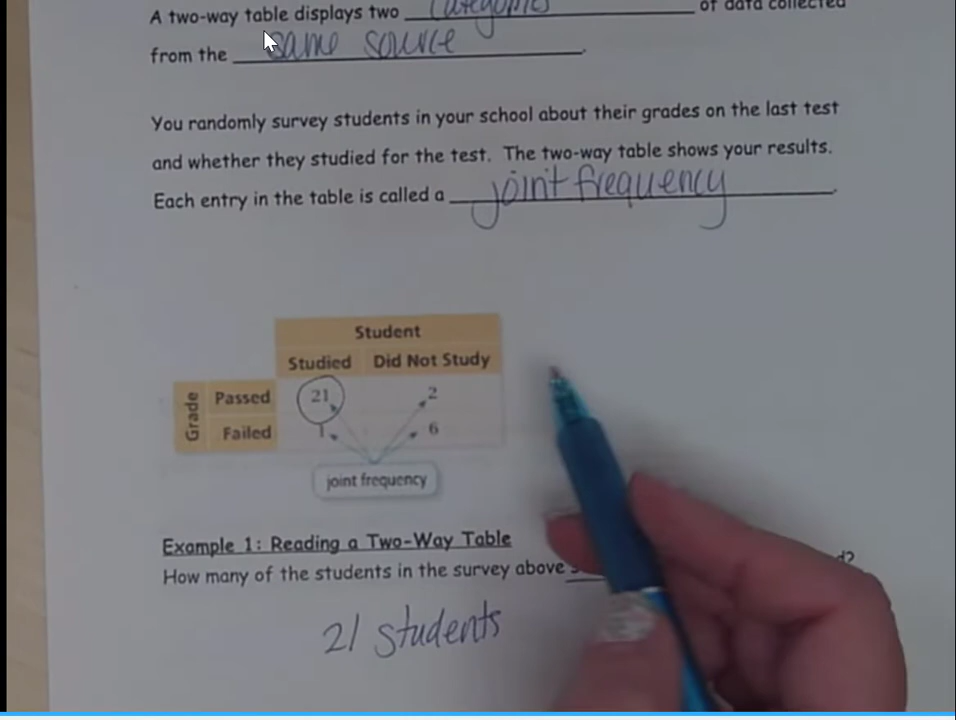 A two-way table displays two categories of data collected
from the same source.
You randomly survey students in your school about their grades on the last test
and whether they studied for the test. The two-way table shows your results.
Each entry in the table is called a joint frequency.
Student
Studied Did Not Study
Grade
Passed 21 2
Failed 1 6
joint frequency
Example 1: Reading a Two-Way Table
How many of the students in the survey above
21 students